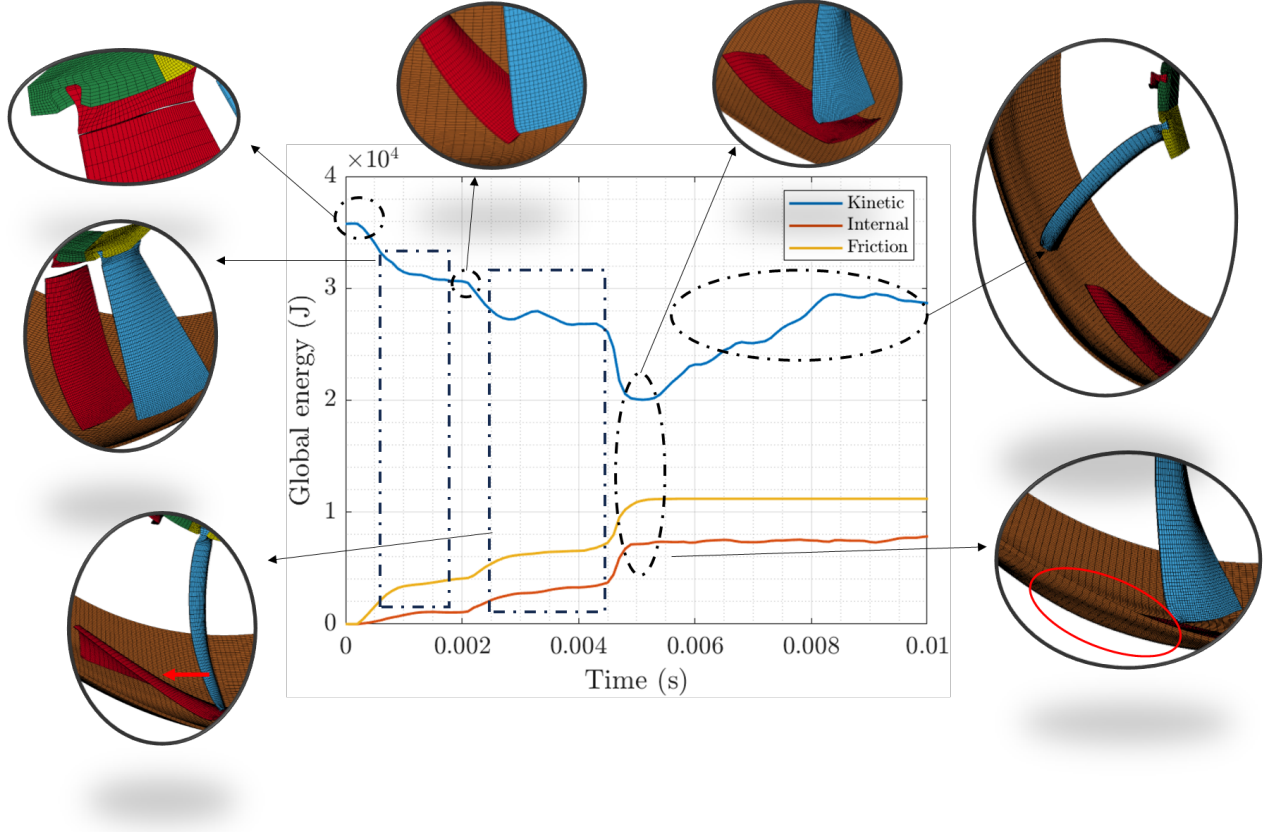 ×10⁴
4
3
2
1
0
Global energy (J)
Kinetic
Internal
Friction
0
0.002
0.004
0.006
0.008
0.01
Time (s)